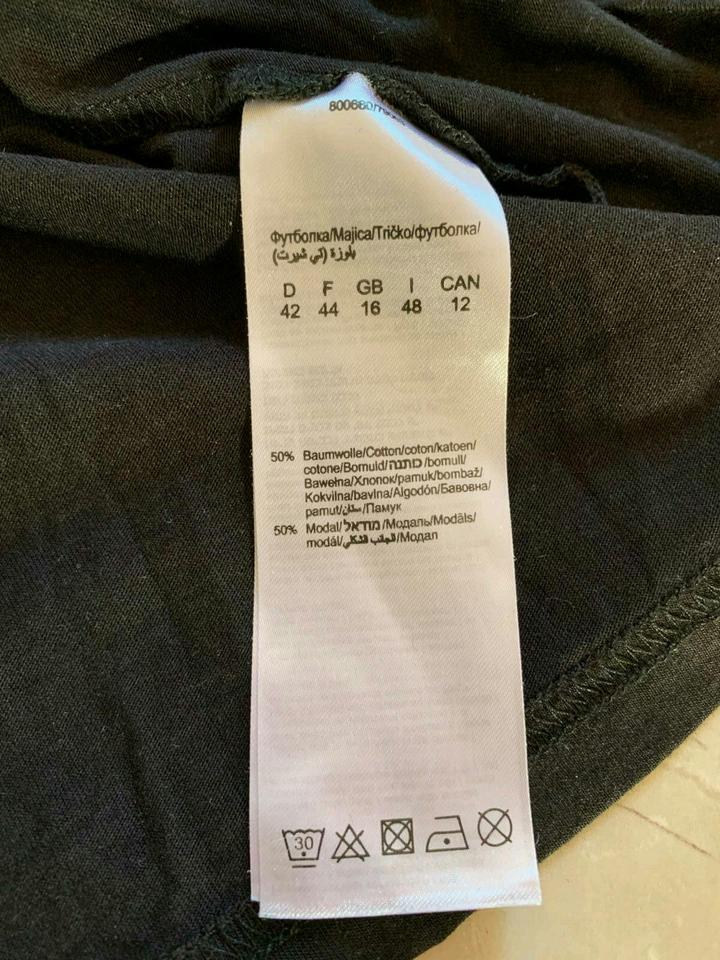 Футболка/Majica/Tričko/футболка/
بلوزة (تي شيرت)
D F GB I CAN
42 44 16 48 12
50% Baumwolle/Cotton/coton/katoen/
cotone/Bomuld/כותנה/bomull/
Bawełna/Хлопок/pamuk/bombaž/
Kokvilna/bavlna/Algodón/Бавовна/
pamut/قطن/Памук
50% Modal/מודאל/Модаль/Modāls/
modál//Модал
30